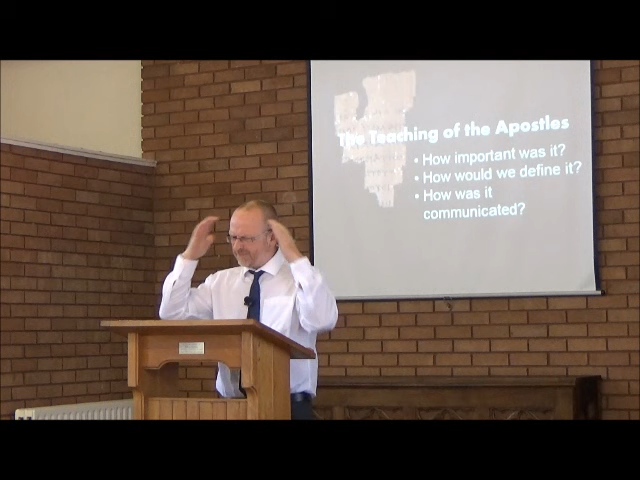 The Teaching of the Apostles
• How important was it?
• How would we define it?
• How was it
communicated?